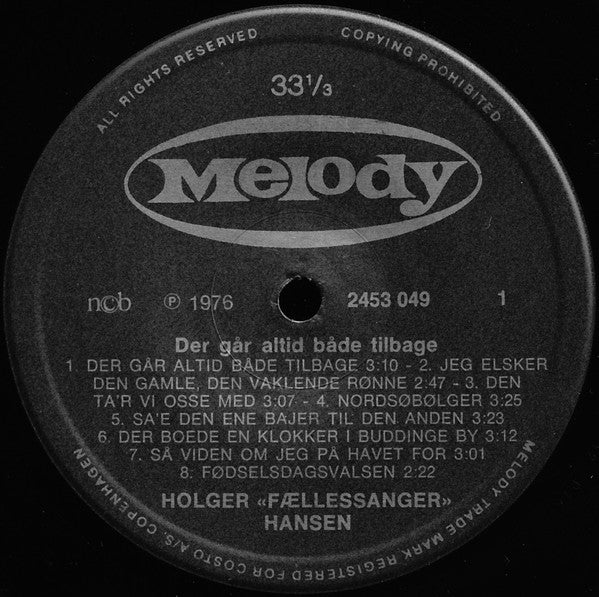 ALL RIGHTS RESERVED
COPYING PROHIBITED
33 1/3
Melody
n©b
℗ 1976
2453 049
1
Der går altid både tilbage
1 DER GÅR ALTID BÅDE TILBAGE 3:10 - 2. JEG ELSKER
DEN GAMLE, DEN VAKLENDE RØNNE 2:47 - 3. DEN
TA'R VI OSSE MED 3:07 - 4. NORDSØBØLGER 3:25
5. SA'E DEN ENE BAJER TIL DEN ANDEN 3:23
6. DER BOEDE EN KLOKKER I BUDDINGE BY 3:12
7. SÅ VIDEN OM JEG PÅ HAVET FOR 3:01
8. FØDSELSDAGSVALSEN 2:22
HOLGER «FÆLLESSANGER»
HANSEN
MELODY TRADE MARK REGISTERED FOR COSTO A/S. COPENHAGEN